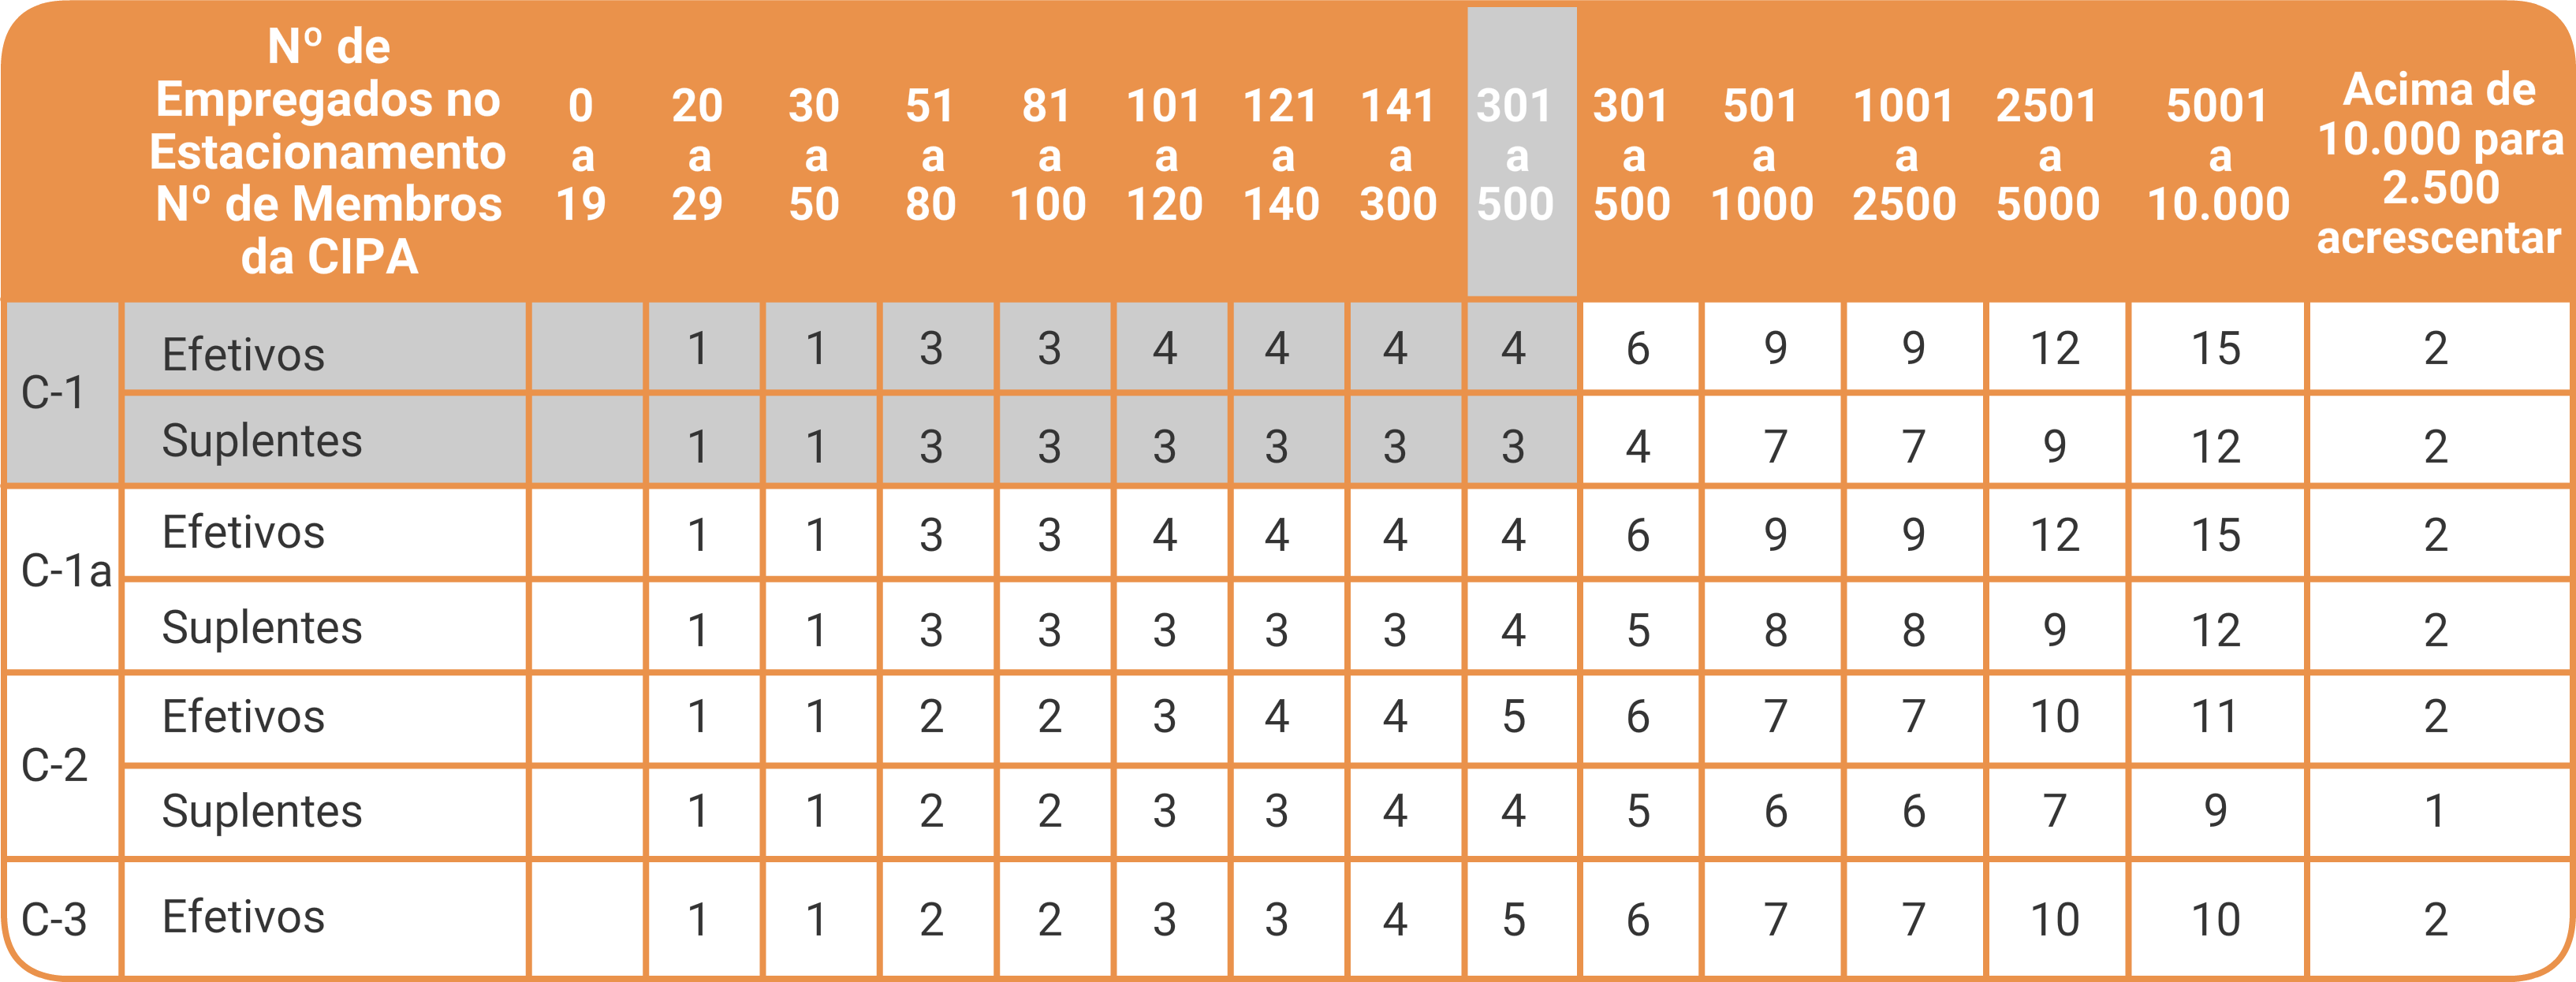 Nº de
Empregados no
Estacionamento
Nº de Membros
da CIPA
0 a 19
20 a 29
30 a 50
51 a 80
81 a 100
101 a 120
121 a 140
141 a 300
301 a 500
301 a 500
501 a 1000
1001 a 2500
2501 a 5000
5001 a 10.000
Acima de
10.000 para
2.500
acrescentar
C-1
Efetivos 1 1 3 3 4 4 4 4 6 9 9 12 15 2
Suplentes 1 1 3 3 3 3 3 3 4 7 7 9 12 2
C-1a
Efetivos 1 1 3 3 4 4 4 4 6 9 9 12 15 2
Suplentes 1 1 3 3 3 3 3 4 5 8 8 9 12 2
C-2
Efetivos 1 1 2 2 3 4 4 5 6 7 7 10 11 2
Suplentes 1 1 2 2 3 3 4 4 5 6 6 7 9 1
C-3
Efetivos 1 1 2 2 3 3 4 5 6 7 7 10 10 2